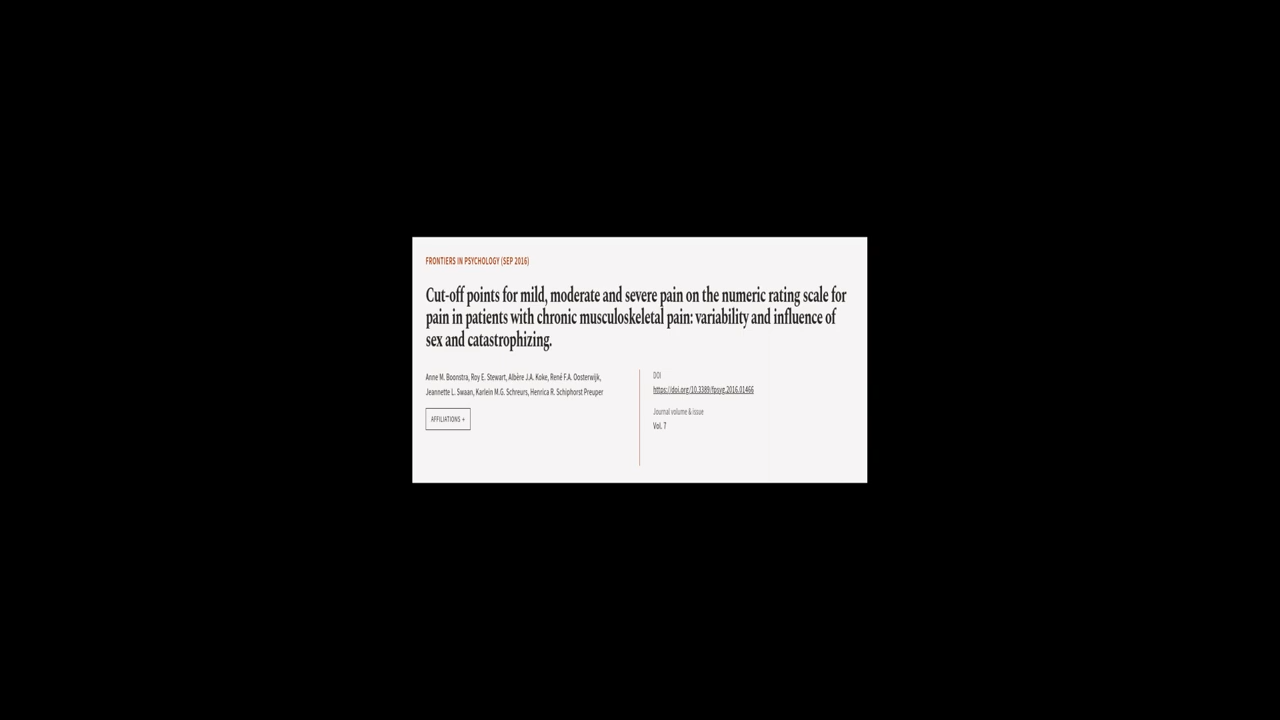 FRONTIERS IN PSYCHOLOGY (SEP 2016)
Cut-off points for mild, moderate and severe pain on the numeric rating scale for
pain in patients with chronic musculoskeletal pain: variability and influence of
sex and catastrophizing.
Anne M. Boonstra, Roy E. Stewart, Albère J.A. Koke, René F.A. Oosterwijk,
Jeannette L. Swaan, Karlein M.G. Schreurs, Henrica R. Schiphorst Preuper
AFFILIATIONS +
DOI
https://doi.org/10.3389/fpsyg.2016.01466
Journal volume & issue
Vol. 7